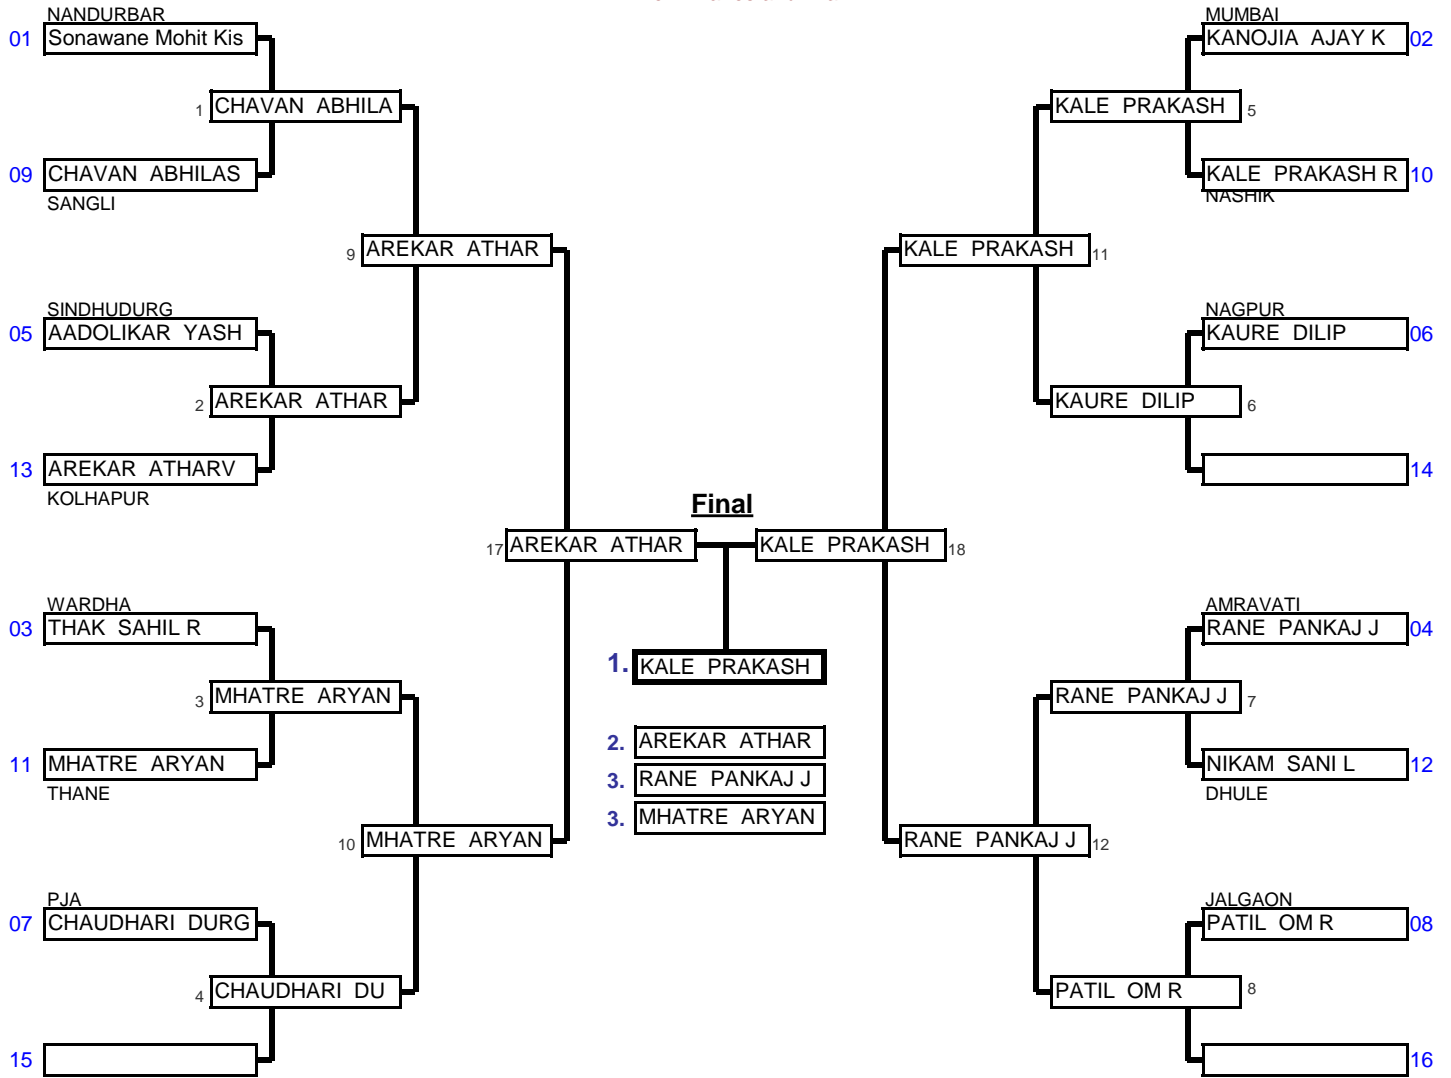 NANDURBAR
01 Sonawane Mohit Kis
1 CHAVAN ABHILA
09 CHAVAN ABHILAS
SANGLI
9 AREKAR ATHAR
SINDHUDURG
05 AADOLIKAR YASH
2 AREKAR ATHAR
13 AREKAR ATHARV
KOLHAPUR
17 AREKAR ATHAR
WARDHA
03 THAK SAHIL R
3 MHATRE ARYAN
11 MHATRE ARYAN
THANE
10 MHATRE ARYAN
PJA
07 CHAUDHARI DURG
4 CHAUDHARI DU
15
Final
1. KALE PRAKASH
2. AREKAR ATHAR
3. RANE PANKAJ J
3. MHATRE ARYAN
MUMBAI
KANOJIA AJAY K 02
KALE PRAKASH 5
KALE PRAKASH R 10
NASHIK
KALE PRAKASH 11
NAGPUR
KAURE DILIP 06
KAURE DILIP 6
14
KALE PRAKASH 18
AMRAVATI
RANE PANKAJ J 04
RANE PANKAJ J 7
NIKAM SANI L 12
DHULE
RANE PANKAJ J 12
JALGAON
PATIL OM R 08
PATIL OM R 8
16